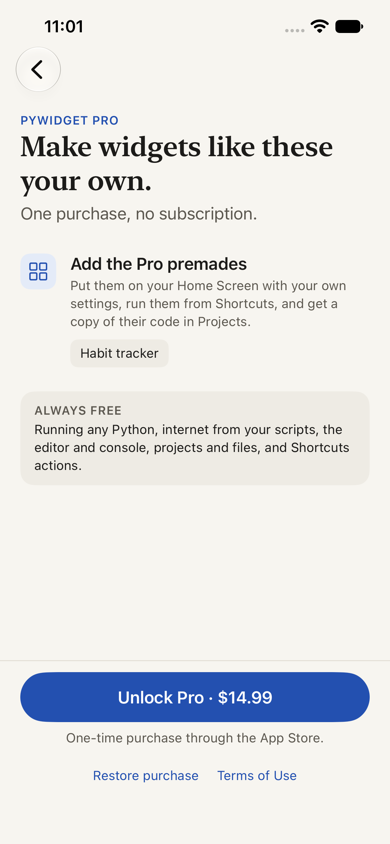 11:01
PYWIDGET PRO
Make widgets like these
your own.
One purchase, no subscription.
Add the Pro premades
Put them on your Home Screen with your own
settings, run them from Shortcuts, and get a
copy of their code in Projects.
Habit tracker
ALWAYS FREE
Running any Python, internet from your scripts, the
editor and console, projects and files, and Shortcuts
actions.
Unlock Pro · $14.99
One-time purchase through the App Store.
Restore purchase Terms of Use